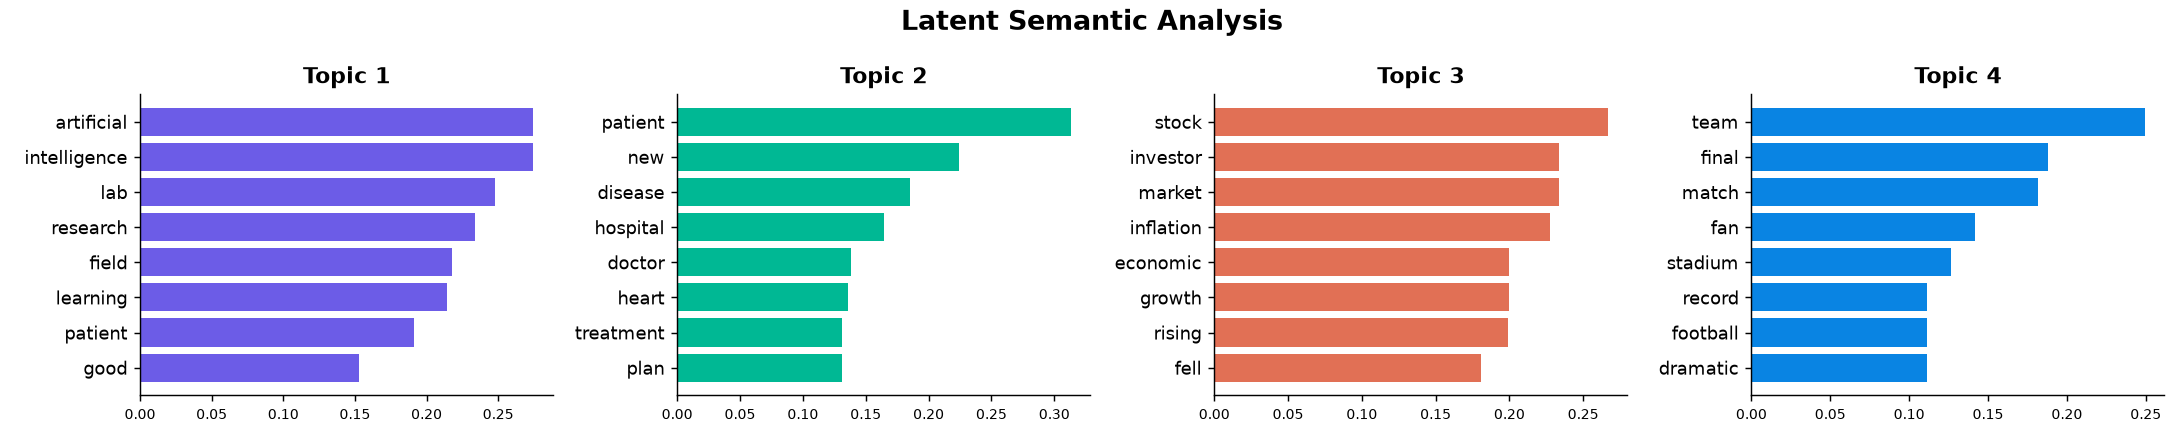 Latent Semantic Analysis
Topic 1
artificial
intelligence
lab
research
field
learning
patient
good
0.00 0.05 0.10 0.15 0.20 0.25
Topic 2
patient
new
disease
hospital
doctor
heart
treatment
plan
0.00 0.05 0.10 0.15 0.20 0.25 0.30
Topic 3
stock
investor
market
inflation
economic
growth
rising
fell
0.00 0.05 0.10 0.15 0.20 0.25
Topic 4
team
final
match
fan
stadium
record
football
dramatic
0.00 0.05 0.10 0.15 0.20 0.25